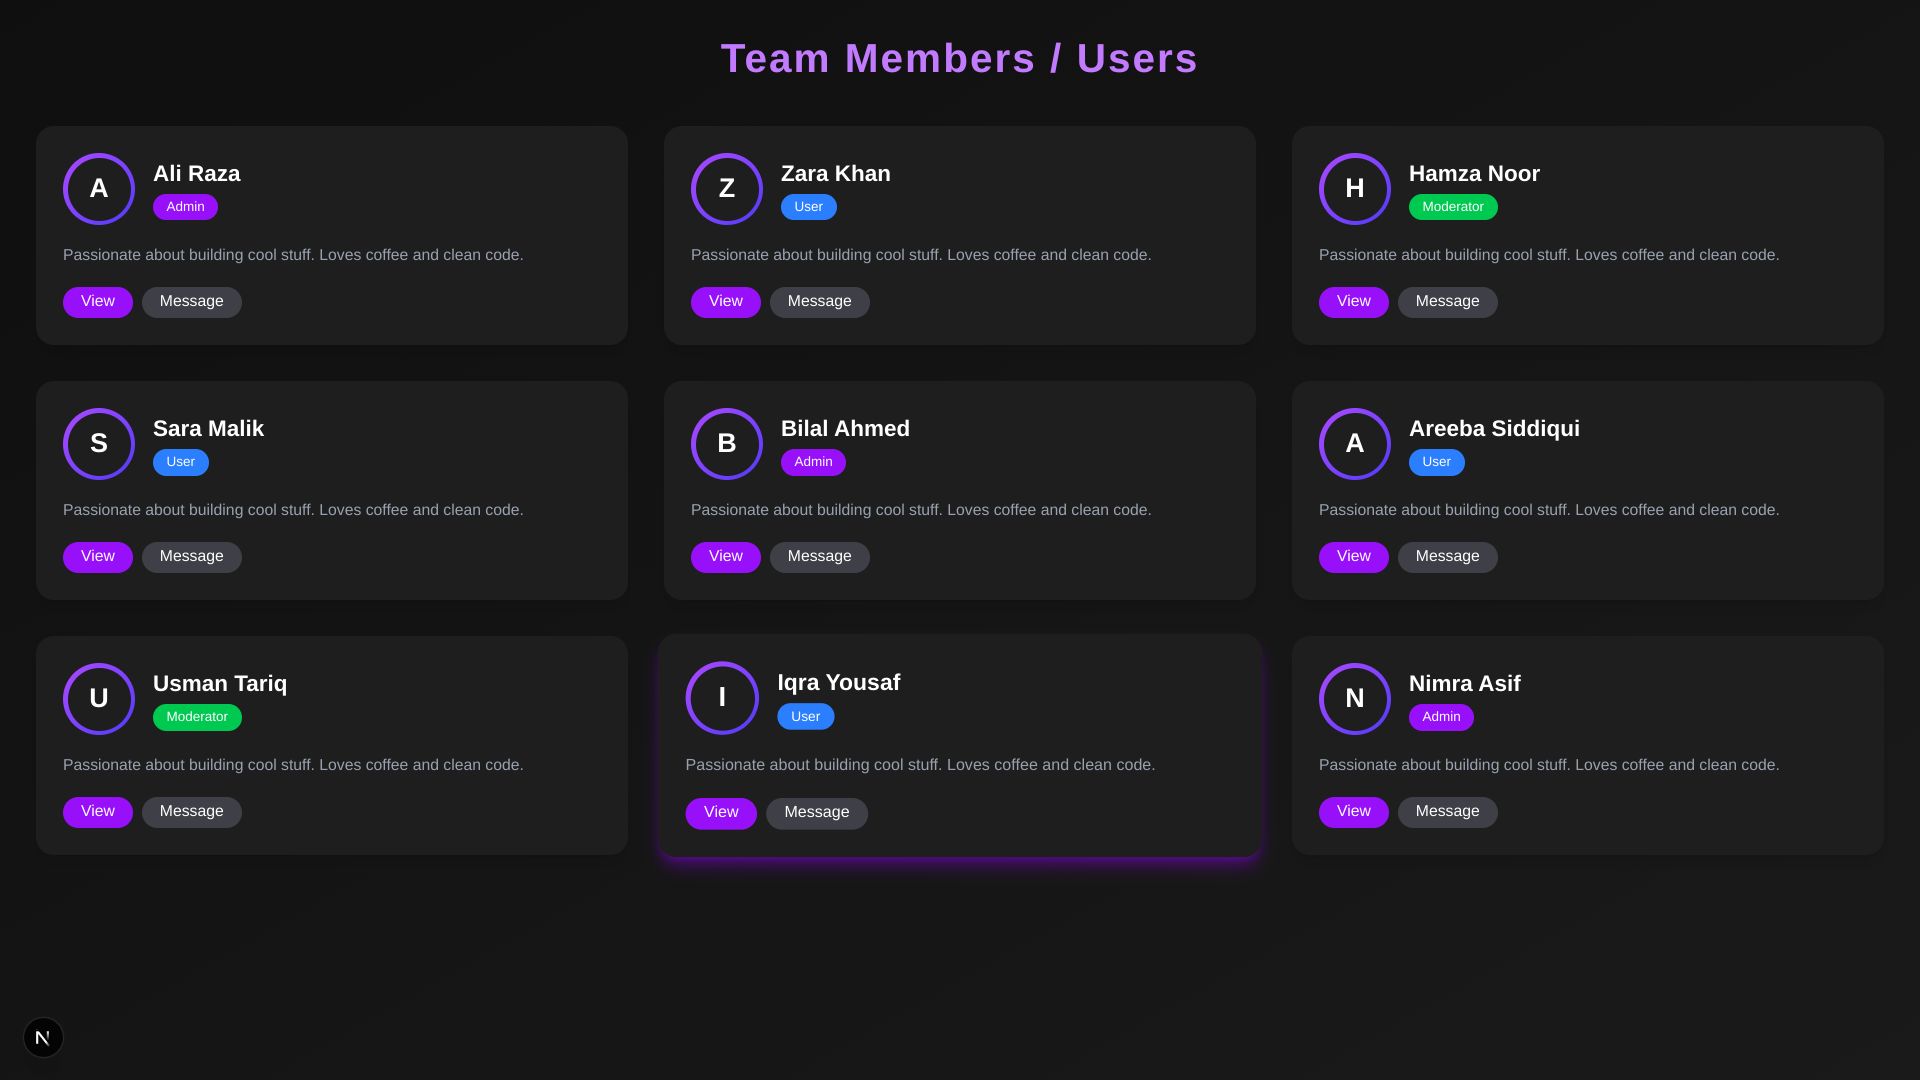 Team Members / Users
A
Ali Raza
Admin
Passionate about building cool stuff. Loves coffee and clean code.
View Message
Z
Zara Khan
User
Passionate about building cool stuff. Loves coffee and clean code.
View Message
H
Hamza Noor
Moderator
Passionate about building cool stuff. Loves coffee and clean code.
View Message
S
Sara Malik
User
Passionate about building cool stuff. Loves coffee and clean code.
View Message
B
Bilal Ahmed
Admin
Passionate about building cool stuff. Loves coffee and clean code.
View Message
A
Areeba Siddiqui
User
Passionate about building cool stuff. Loves coffee and clean code.
View Message
U
Usman Tariq
Moderator
Passionate about building cool stuff. Loves coffee and clean code.
View Message
I
Iqra Yousaf
User
Passionate about building cool stuff. Loves coffee and clean code.
View Message
N
Nimra Asif
Admin
Passionate about building cool stuff. Loves coffee and clean code.
View Message
N